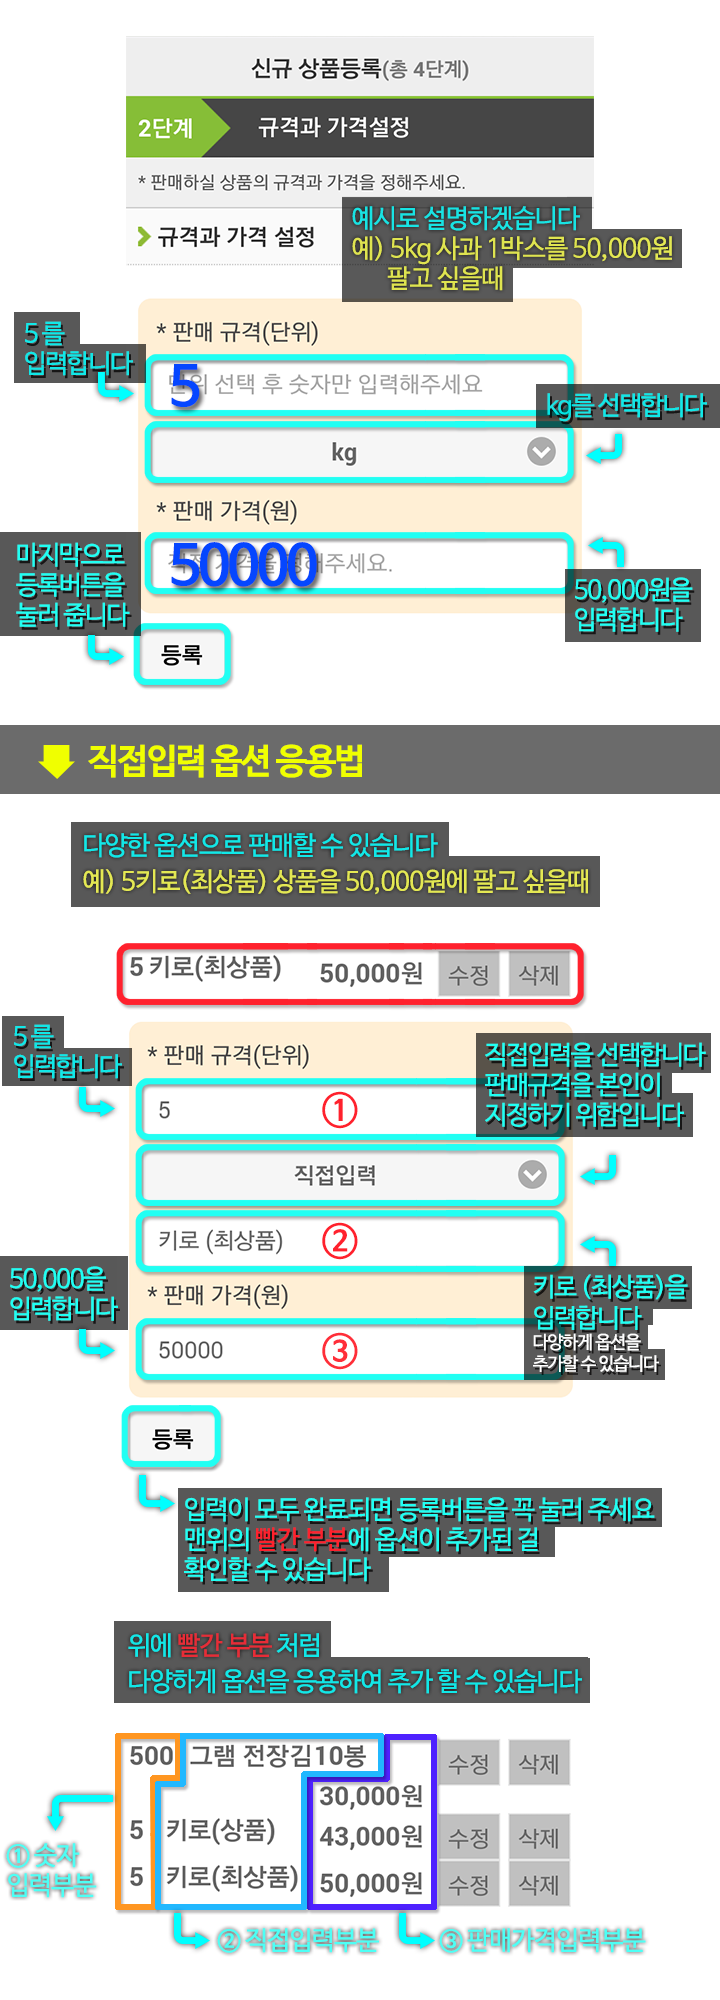 신규 상품등록(총 4단계)
2단계 규격과 가격설정
* 판매하실 상품의 규격과 가격을 정해주세요.
규격과 가격 설정
예시로 설명하겠습니다
예) 5kg 사과 1박스를 50,000원
팔고 싶을때
5를
입력합니다
* 판매 규격(단위)
5
선택 후 숫자만 입력해주세요
kg를 선택합니다
kg
* 판매 가격(원)
마지막으로
등록버튼을
눌러 줍니다
50000
해주세요.
50,000원을
입력합니다
등록
직접입력 옵션 응용법
다양한 옵션으로 판매할 수 있습니다
예) 5키로(최상품) 상품을 50,000원에 팔고 싶을때
5 키로(최상품) 50,000원 수정 삭제
5를
입력합니다
* 판매 규격(단위)
직접입력을 선택합니다
판매규격을 본인이
지정하기 위함입니다
5 ①
직접입력
키로 (최상품) ②
50,000을
입력합니다
* 판매 가격(원)
키로 (최상품)을
입력합니다
다양하게 옵션을
추가할 수 있습니다
50000 ③
등록
입력이 모두 완료되면 등록버튼을 꼭 눌러 주세요
맨위의 빨간 부분에 옵션이 추가된 걸
확인할 수 있습니다
위에 빨간 부분 처럼
다양하게 옵션을 응용하여 추가 할 수 있습니다
500 그램 전장김10봉 수정 삭제
30,000원
5 키로(상품) 43,000원 수정 삭제
5 키로(최상품) 50,000원 수정 삭제
① 숫자
입력부분
② 직접입력부분 ③ 판매가격입력부분